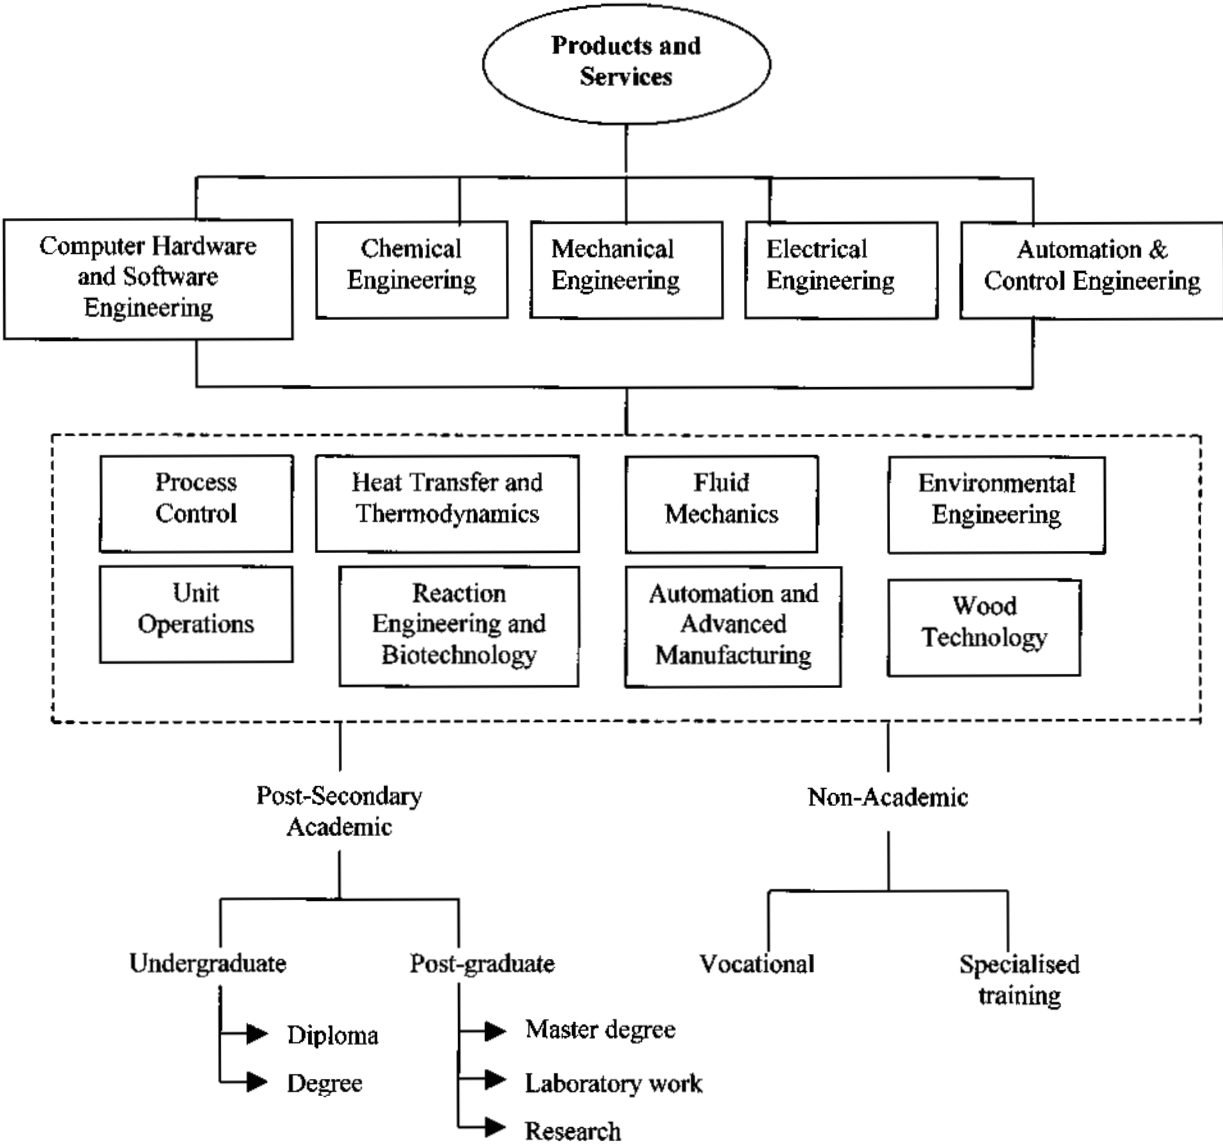 Products and
Services
Computer Hardware
and Software
Engineering
Chemical
Engineering
Mechanical
Engineering
Electrical
Engineering
Automation &
Control Engineering
Process
Control
Heat Transfer and
Thermodynamics
Fluid
Mechanics
Environmental
Engineering
Unit
Operations
Reaction
Engineering and
Biotechnology
Automation and
Advanced
Manufacturing
Wood
Technology
Post-Secondary
Academic
Non-Academic
Undergraduate
Post-graduate
Vocational
Specialised
training
Diploma
Degree
Master degree
Laboratory work
Research